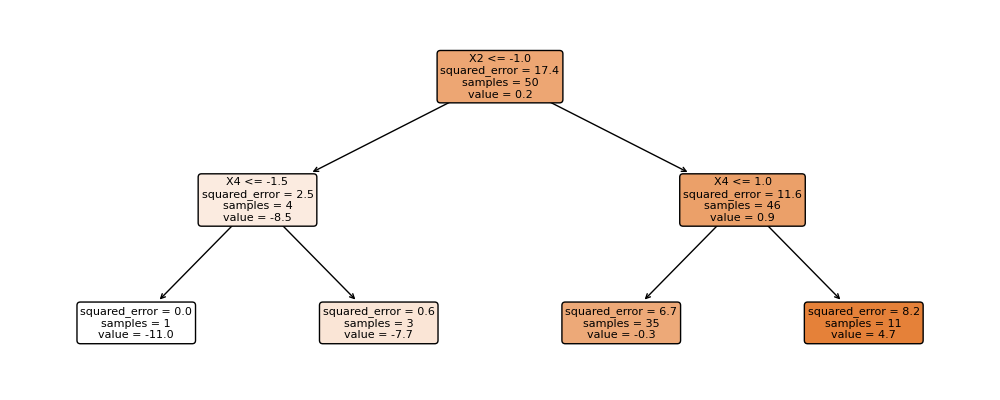 X2 <= -1.0
squared_error = 17.4
samples = 50
value = 0.2
X4 <= -1.5
squared_error = 2.5
samples = 4
value = -8.5
X4 <= 1.0
squared_error = 11.6
samples = 46
value = 0.9
squared_error = 0.0
samples = 1
value = -11.0
squared_error = 0.6
samples = 3
value = -7.7
squared_error = 6.7
samples = 35
value = -0.3
squared_error = 8.2
samples = 11
value = 4.7